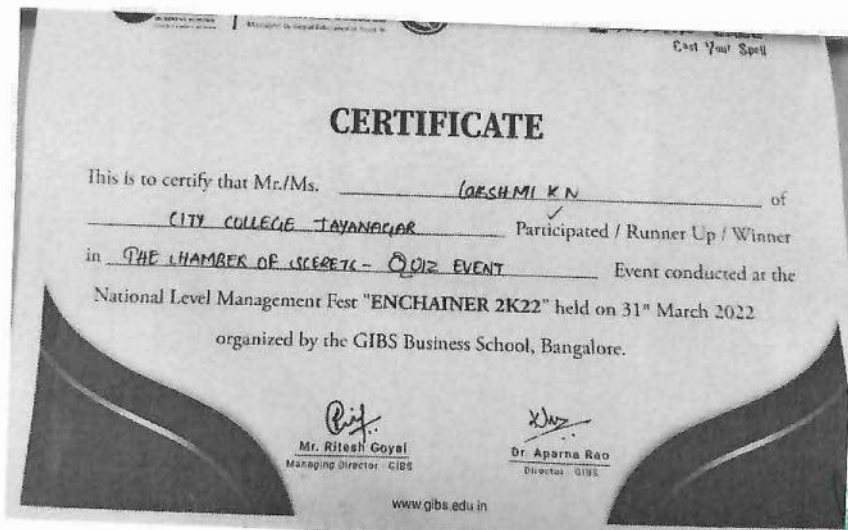 Cast Your Spell
CERTIFICATE
This is to certify that Mr./Ms. LAKSHMI K N of
CITY COLLEGE JAYANAGAR Participated / Runner Up / Winner
in THE CHAMBER OF SCERETS - QUIZ EVENT Event conducted at the
National Level Management Fest "ENCHAINER 2K22" held on 31st March 2022
organized by the GIBS Business School, Bangalore.
Mr. Ritesh Goyal
Managing Director - GIBS
Dr. Aparna Rao
Director - GIBS
www.gibs.edu.in